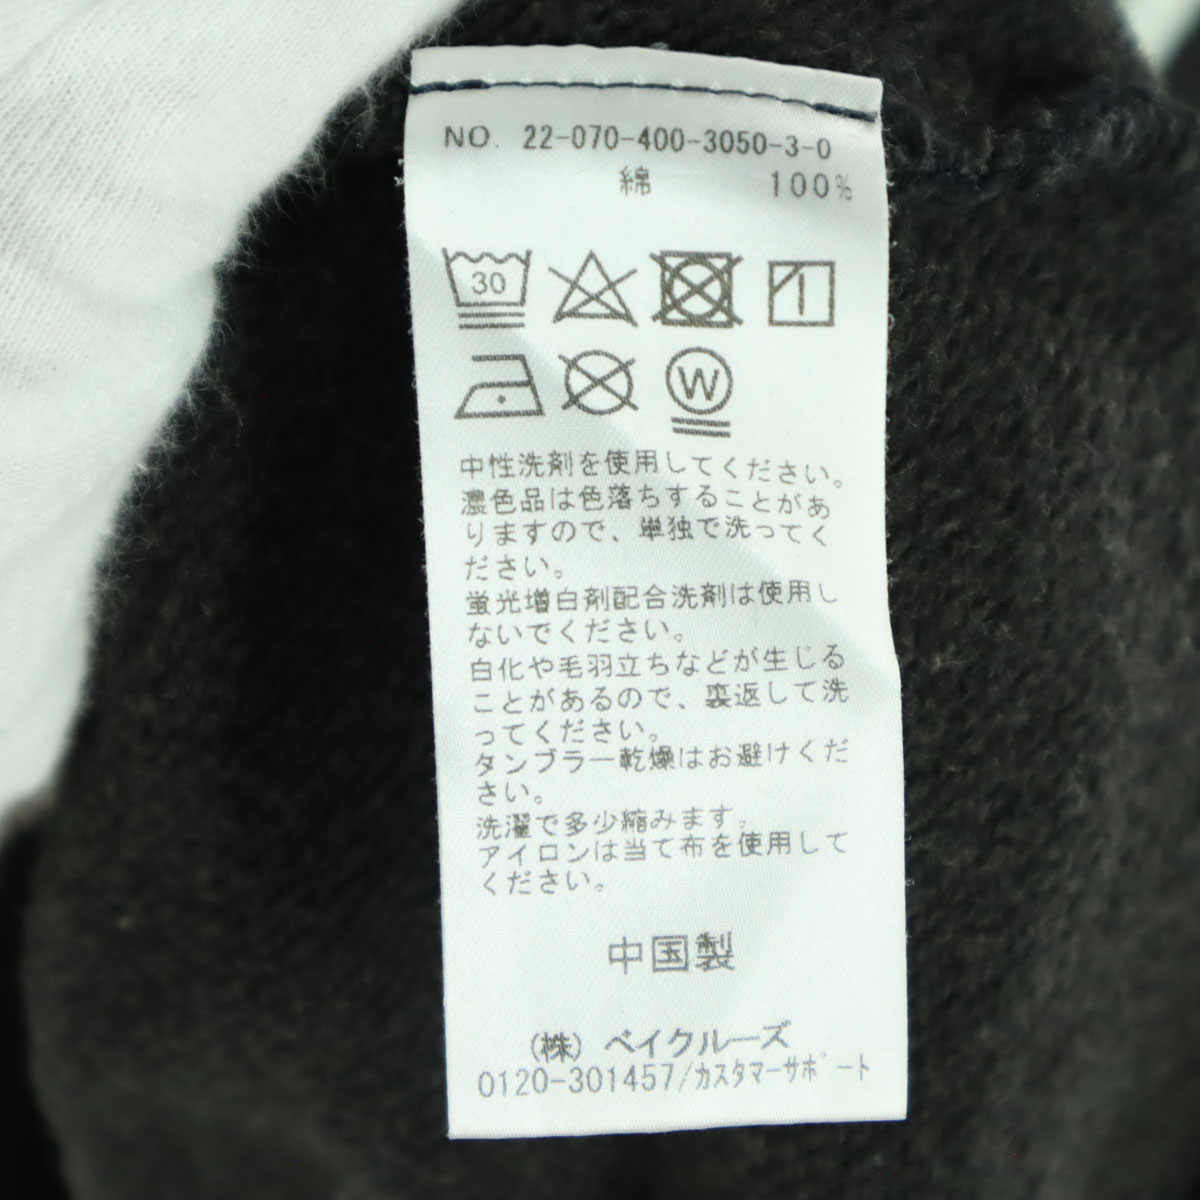 NO. 22-070-400-3050-3-0
綿 100%
30
W
中性洗剤を使用してください。
濃色品は色落ちすることがあ
りますので、単独で洗ってく
ださい。
蛍光増白剤配合洗剤は使用し
ないでください。
白化や毛羽立ちなどが生じる
ことがあるので、裏返して洗
ってください。
タンブラー乾燥はお避けくだ
さい。
洗濯で多少縮みます。
アイロンは当て布を使用して
ください。
中国製
(株) ベイクルーズ
0120-301457/ｶｽﾀﾏｰｻﾎﾟｰﾄ